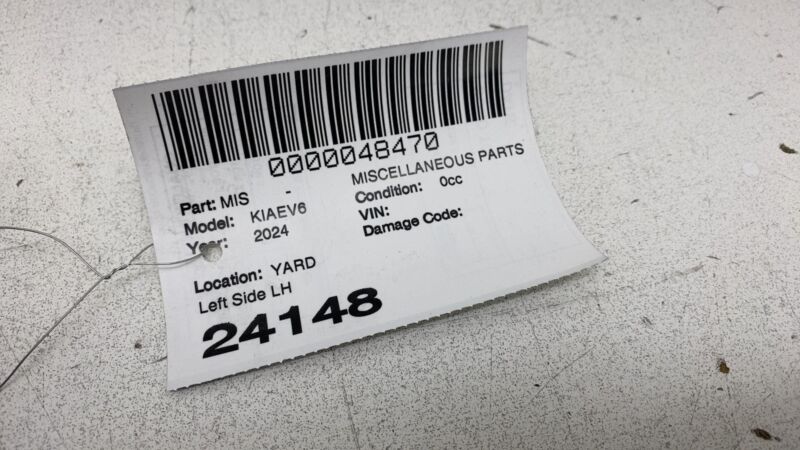 0000048470
Part: MIS - MISCELLANEOUS PARTS
Model: KIAEV6 Condition: 0cc
Year: 2024 VIN:
Damage Code:
Location: YARD
Left Side LH
24148